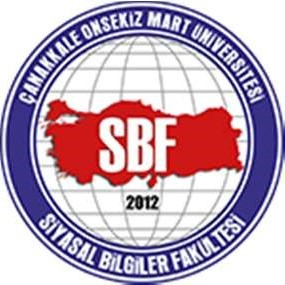 ÇANAKKALE ONSEKİZ MART ÜNİVERSİTESİ
SBF
2012
SİYASAL BİLGİLER FAKÜLTESİ